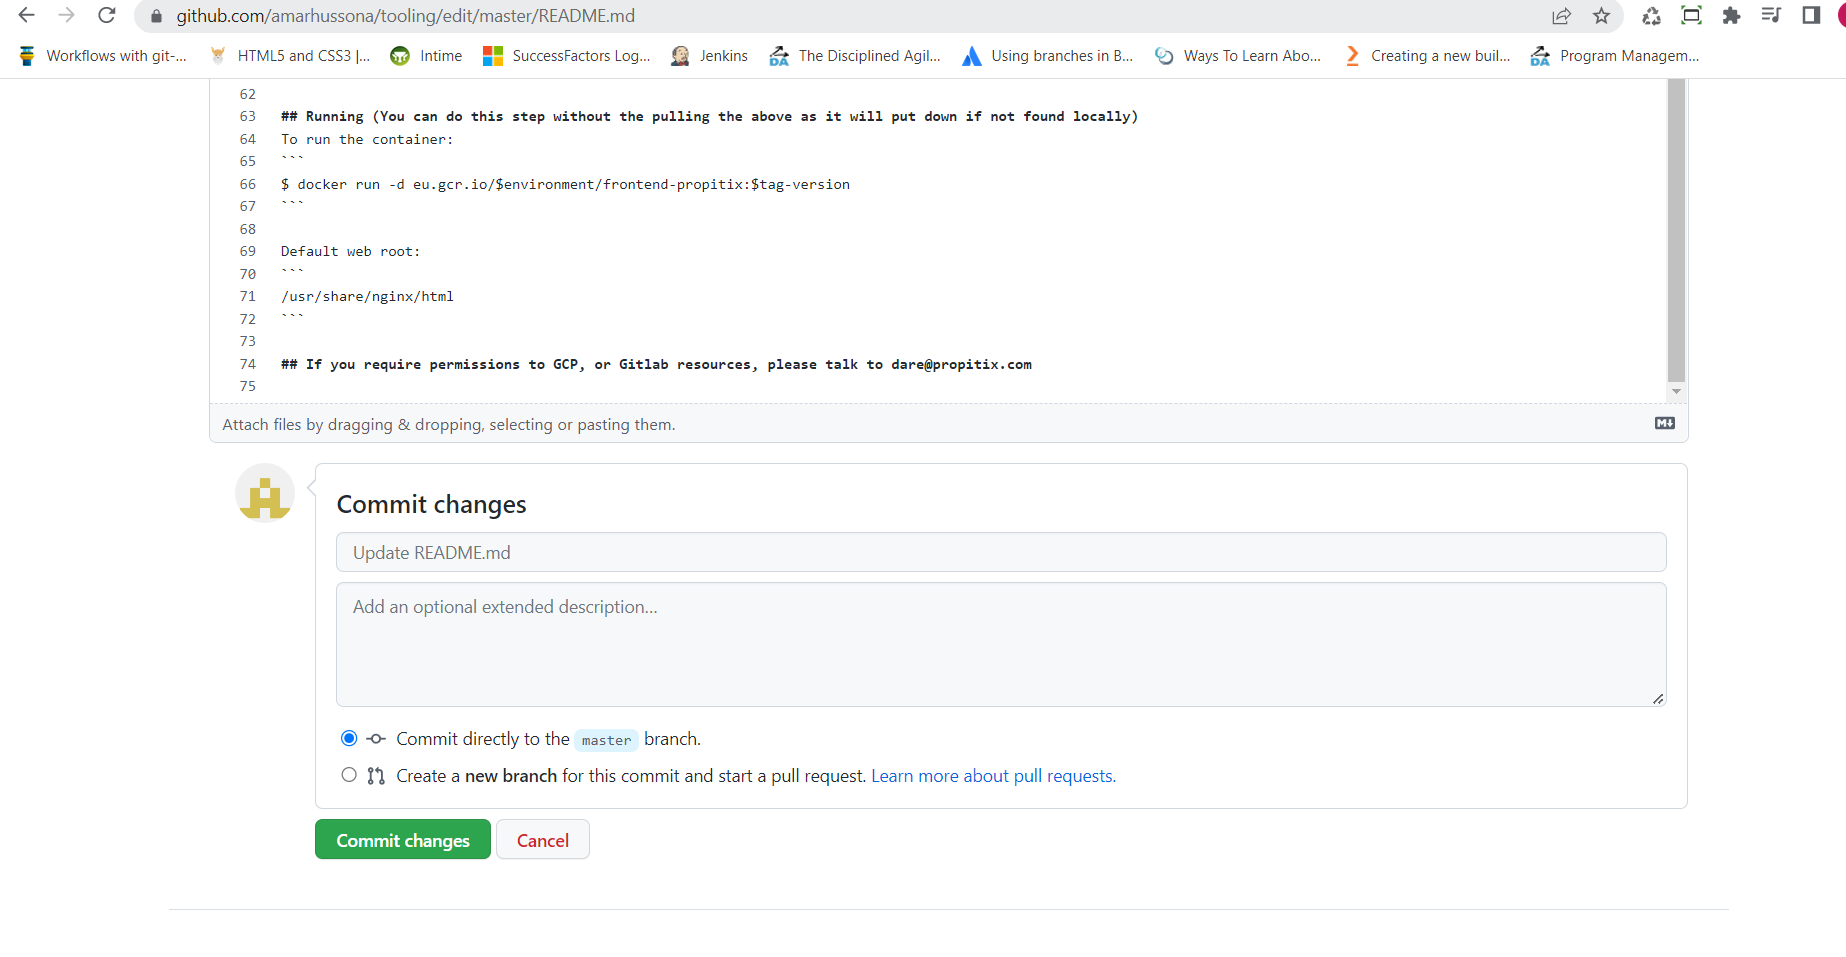 github.com/amarhussona/tooling/edit/master/README.md
Workflows with git-... HTML5 and CSS3 |... Intime SuccessFactors Log... Jenkins The Disciplined Agil... Using branches in B... Ways To Learn Abo... Creating a new buil... Program Managem...
62
63 ## Running (You can do this step without the pulling the above as it will put down if not found locally)
64 To run the container:
65 ```
66 $ docker run -d eu.gcr.io/$environment/frontend-propitix:$tag-version
67 ```
68
69 Default web root:
70 ```
71 /usr/share/nginx/html
72 ```
73
74 ## If you require permissions to GCP, or Gitlab resources, please talk to dare@propitix.com
75
Attach files by dragging & dropping, selecting or pasting them.
Commit changes
Update README.md
Add an optional extended description...
Commit directly to the master branch.
Create a new branch for this commit and start a pull request. Learn more about pull requests.
Commit changes Cancel